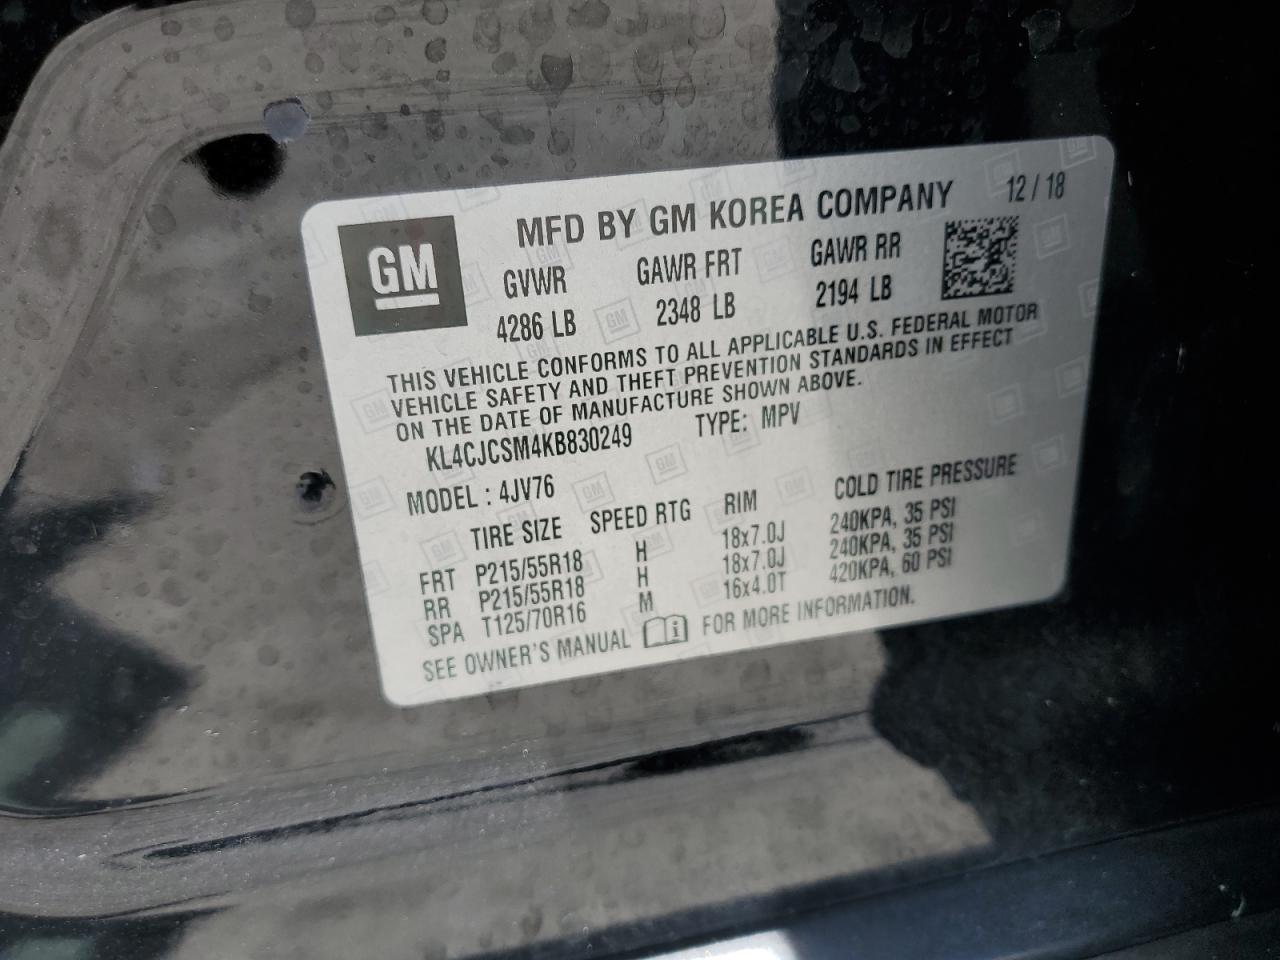 GM
MFD BY GM KOREA COMPANY 12/18
GVWR GAWR FRT GAWR RR
4286 LB 2348 LB 2194 LB
THIS VEHICLE CONFORMS TO ALL APPLICABLE U.S. FEDERAL MOTOR
VEHICLE SAFETY AND THEFT PREVENTION STANDARDS IN EFFECT
ON THE DATE OF MANUFACTURE SHOWN ABOVE.
KL4CJCSM4KB830249 TYPE: MPV
MODEL : 4JV76
TIRE SIZE SPEED RTG RIM COLD TIRE PRESSURE
FRT P215/55R18 H 18x7.0J 240KPA, 35 PSI
RR P215/55R18 H 18x7.0J 240KPA, 35 PSI
SPA T125/70R16 M 16x4.0T 420KPA, 60 PSI
SEE OWNER'S MANUAL i FOR MORE INFORMATION.